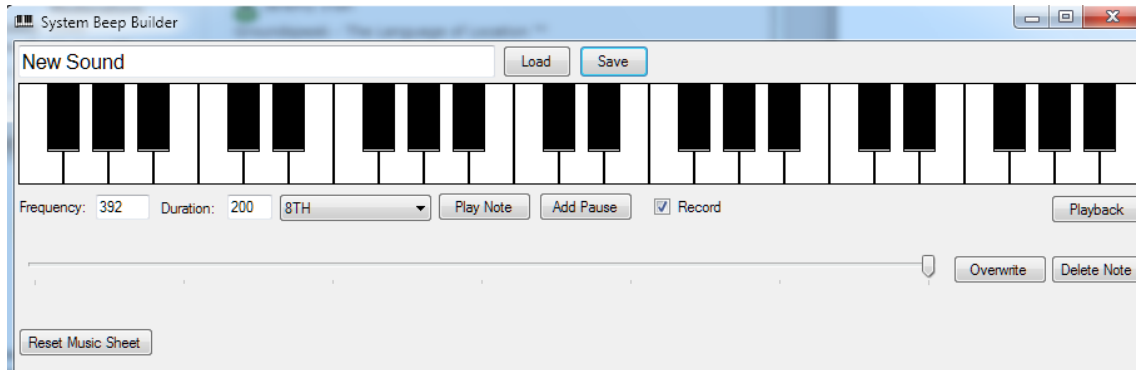 System Beep Builder
New Sound Load Save
Frequency: 392 Duration: 200 8TH Play Note Add Pause Record Playback
Overwrite Delete Note
Reset Music Sheet